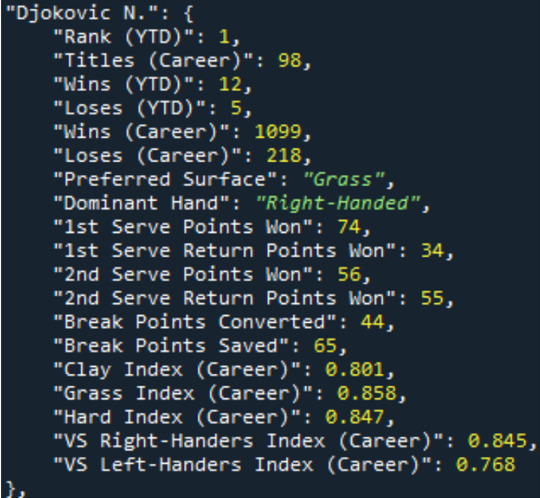 "Djokovic N.": {
"Rank (YTD)": 1,
"Titles (Career)": 98,
"Wins (YTD)": 12,
"Loses (YTD)": 5,
"Wins (Career)": 1099,
"Loses (Career)": 218,
"Preferred Surface": "Grass",
"Dominant Hand": "Right-Handed",
"1st Serve Points Won": 74,
"1st Serve Return Points Won": 34,
"2nd Serve Points Won": 56,
"2nd Serve Return Points Won": 55,
"Break Points Converted": 44,
"Break Points Saved": 65,
"Clay Index (Career)": 0.801,
"Grass Index (Career)": 0.858,
"Hard Index (Career)": 0.847,
"VS Right-Handers Index (Career)": 0.845,
"VS Left-Handers Index (Career)": 0.768
},